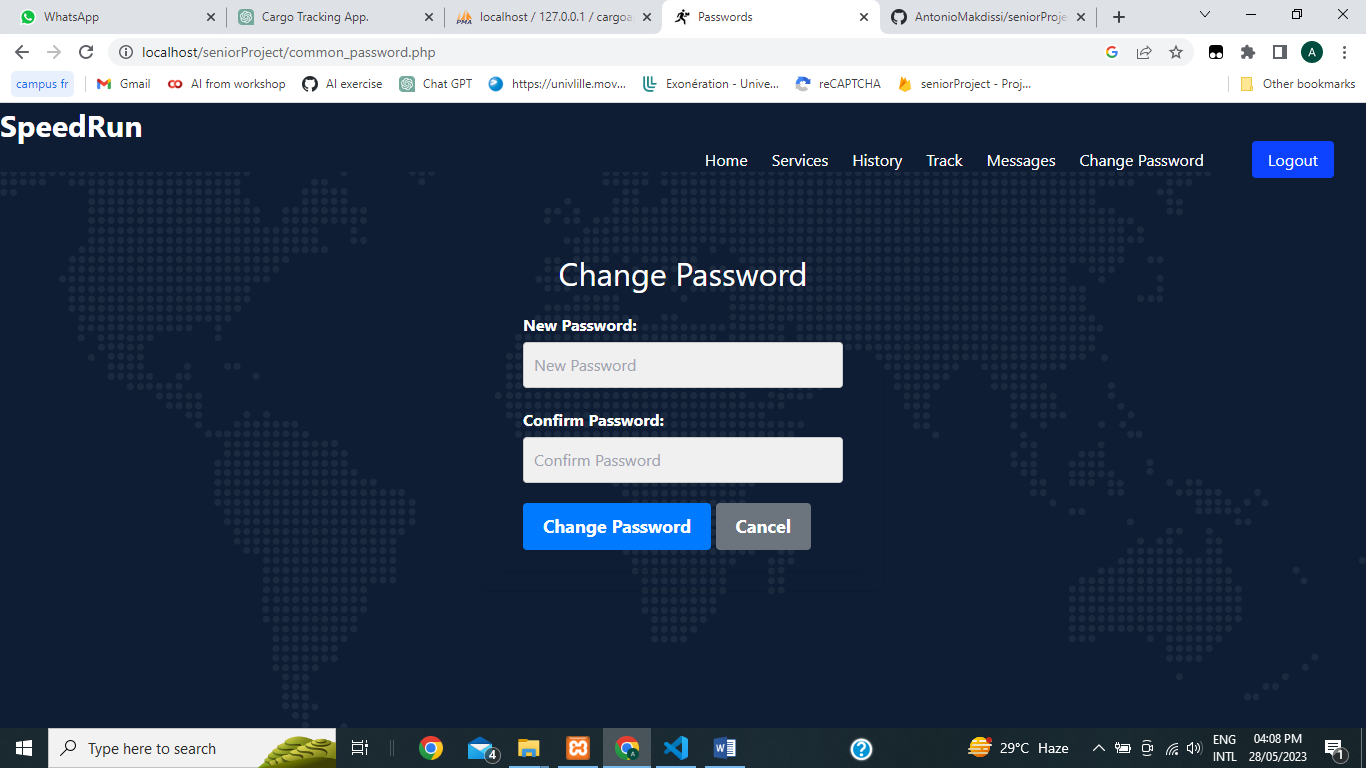 WhatsApp
Cargo Tracking App.
localhost / 127.0.0.1 / cargoa
Passwords
AntonioMakdissi/seniorProje
localhost/seniorProject/common_password.php
A
campus fr
Gmail
AI from workshop
AI exercise
Chat GPT
https://univlille.mov...
Exonération - Unive...
reCAPTCHA
seniorProject - Proj...
Other bookmarks
SpeedRun
Home Services History Track Messages Change Password Logout
Change Password
New Password:
New Password
Confirm Password:
Confirm Password
Change Password Cancel
Type here to search
4
29°C Haze
ENG
INTL
04:08 PM
28/05/2023
1